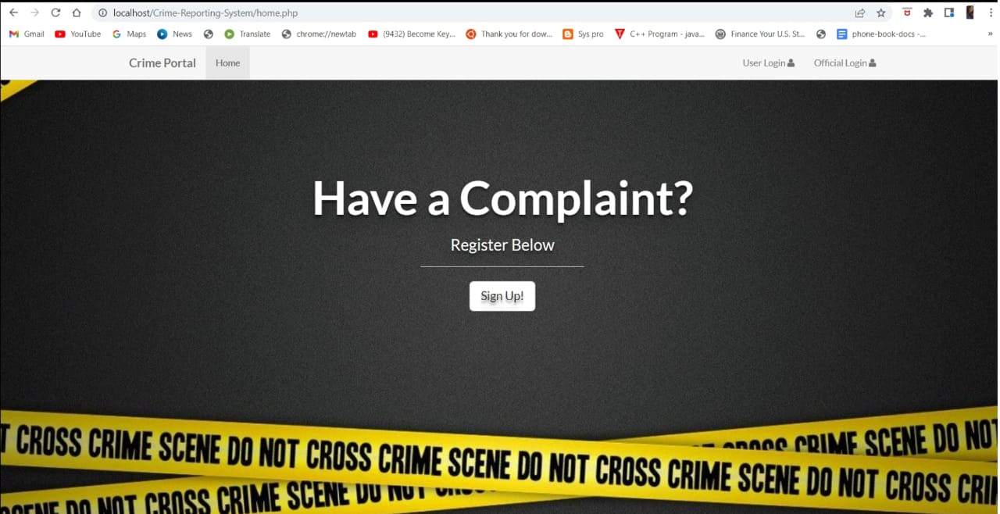 localhost/Crime-Reporting-System/home.php
Gmail YouTube Maps News Translate chrome://newtab (9432) Become Key... Thank you for dow... Sys pro C++ Program - java... Finance Your U.S. St... phone-book-docs -... »
Crime Portal Home User Login Official Login
Have a Complaint?
Register Below
Sign Up!
CROSS CRIME SCENE DO NOT
T CROSS CRIME SCENE DO NOT CROSS CRIME SCENE DO NOT CROSS CRIME SCENE DO NOT CROSS CRI
SCENE DO NOT CROSS CRIME SCENE DO NOT